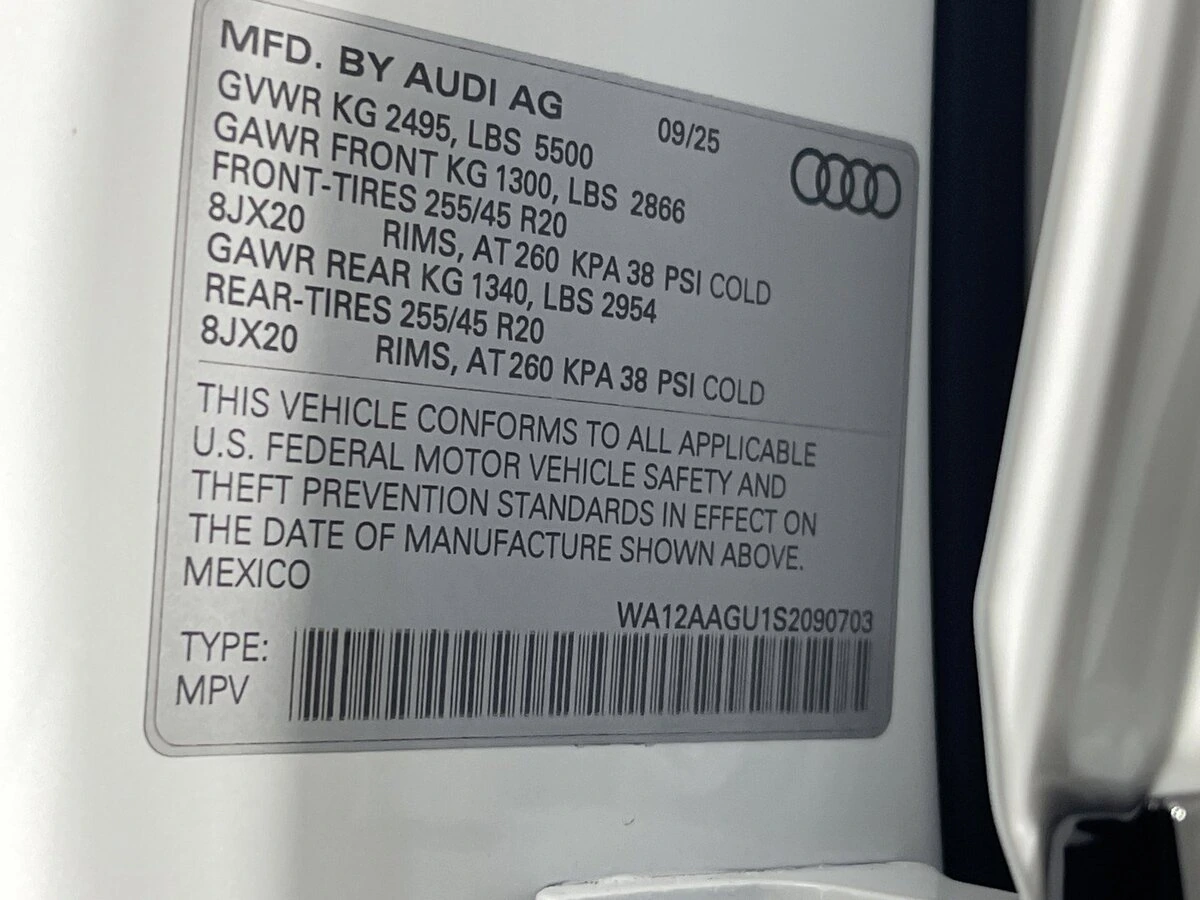 MFD. BY AUDI AG 09/25
GVWR KG 2495, LBS 5500
GAWR FRONT KG 1300, LBS 2866
FRONT-TIRES 255/45 R20
8JX20 RIMS, AT 260 KPA 38 PSI COLD
GAWR REAR KG 1340, LBS 2954
REAR-TIRES 255/45 R20
8JX20 RIMS, AT 260 KPA 38 PSI COLD
THIS VEHICLE CONFORMS TO ALL APPLICABLE
U.S. FEDERAL MOTOR VEHICLE SAFETY AND
THEFT PREVENTION STANDARDS IN EFFECT ON
THE DATE OF MANUFACTURE SHOWN ABOVE.
MEXICO
WA12AAGU1S2090703
TYPE:
MPV